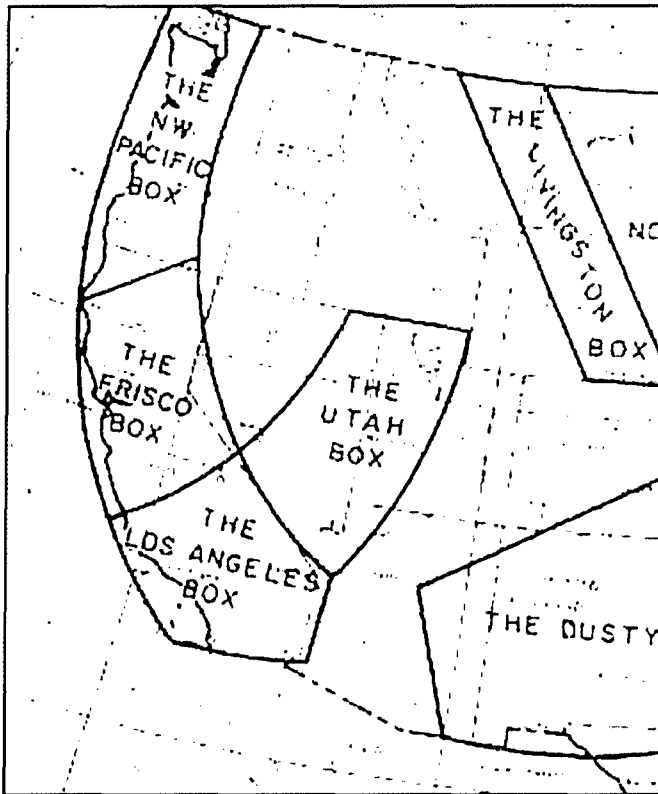 THE
NW
PACIFIC
BOX
THE
LIVINGSTON
BOX
NO
THE
FRISCO
BOX
THE
UTAH
BOX
THE
LOS ANGELES
BOX
THE DUSTY